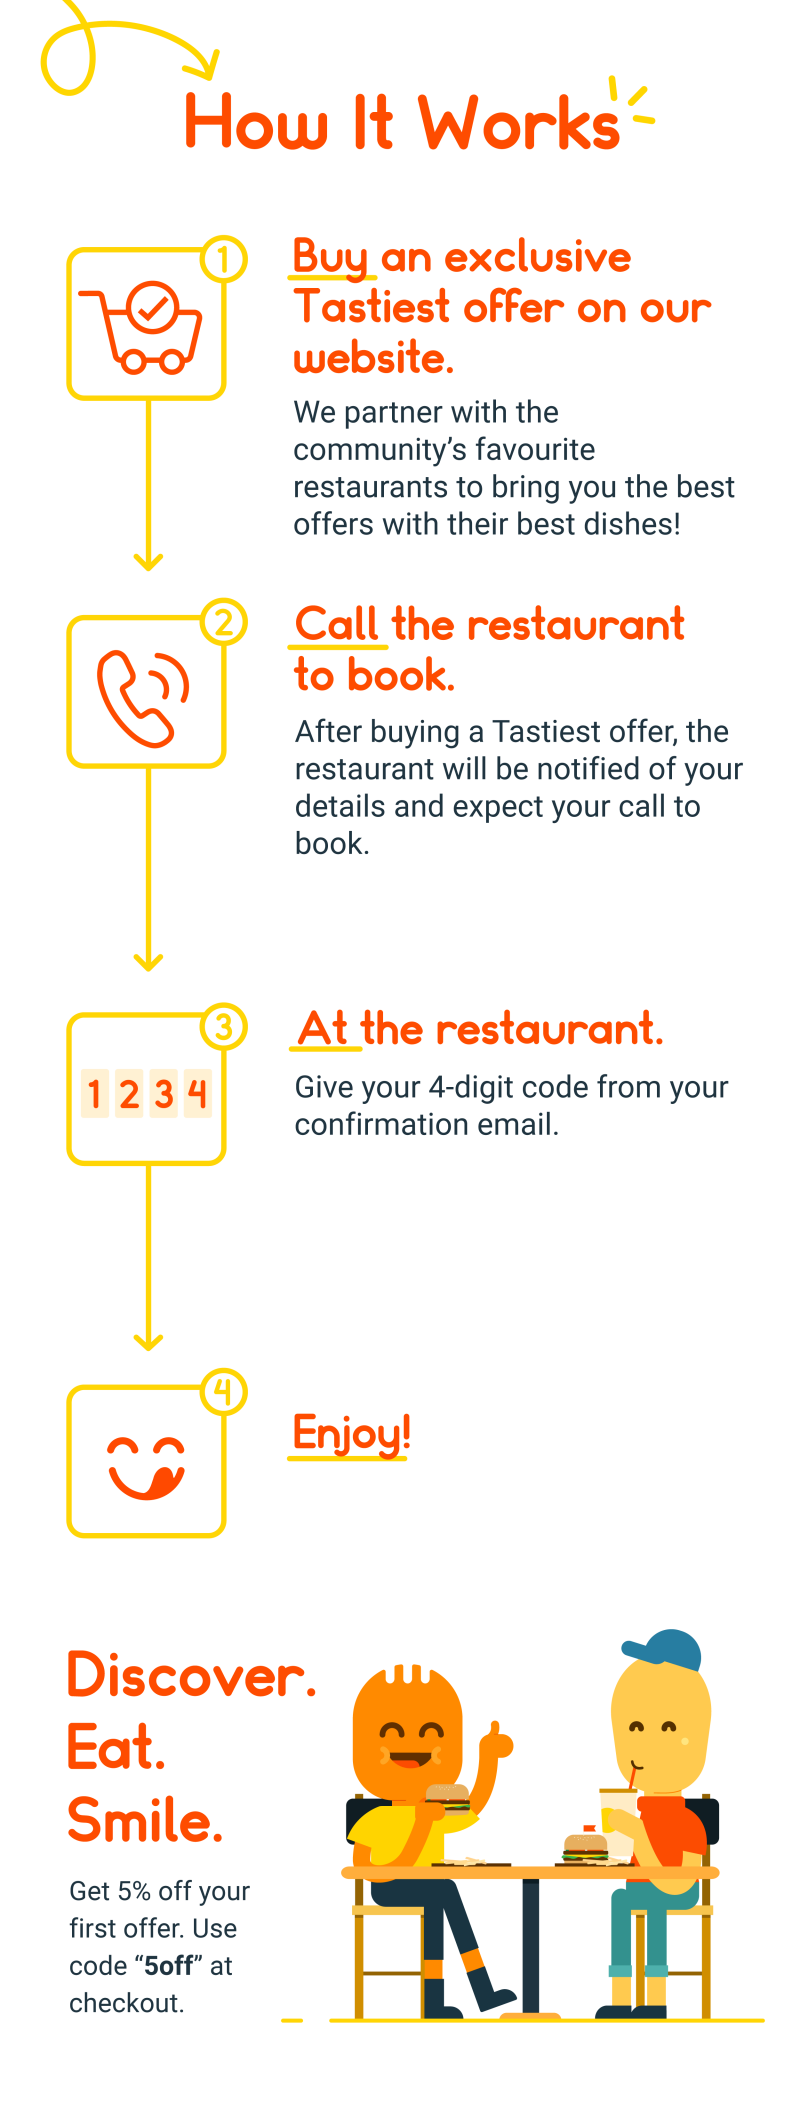 How It Works
1
Buy an exclusive
Tastiest offer on our
website.
We partner with the
community’s favourite
restaurants to bring you the best
offers with their best dishes!
2
Call the restaurant
to book.
After buying a Tastiest offer, the
restaurant will be notified of your
details and expect your call to
book.
3
1 2 3 4
At the restaurant.
Give your 4-digit code from your
confirmation email.
4
Enjoy!
Discover.
Eat.
Smile.
Get 5% off your
first offer. Use
code “5off” at
checkout.